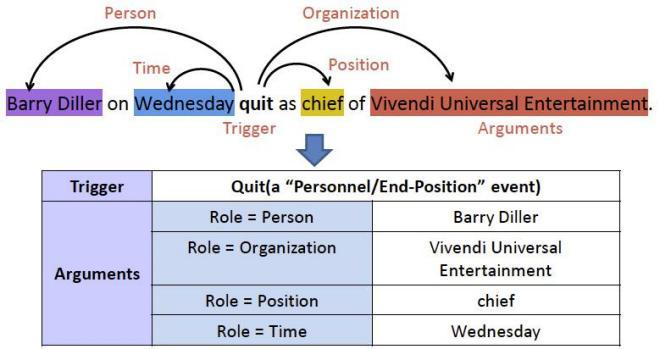 Person
Organization
Time
Position
Barry Diller on Wednesday quit as chief of Vivendi Universal Entertainment.
Trigger
Arguments
Trigger
Quit(a “Personnel/End-Position” event)
Arguments
Role = Person
Barry Diller
Role = Organization
Vivendi Universal
Entertainment
Role = Position
chief
Role = Time
Wednesday